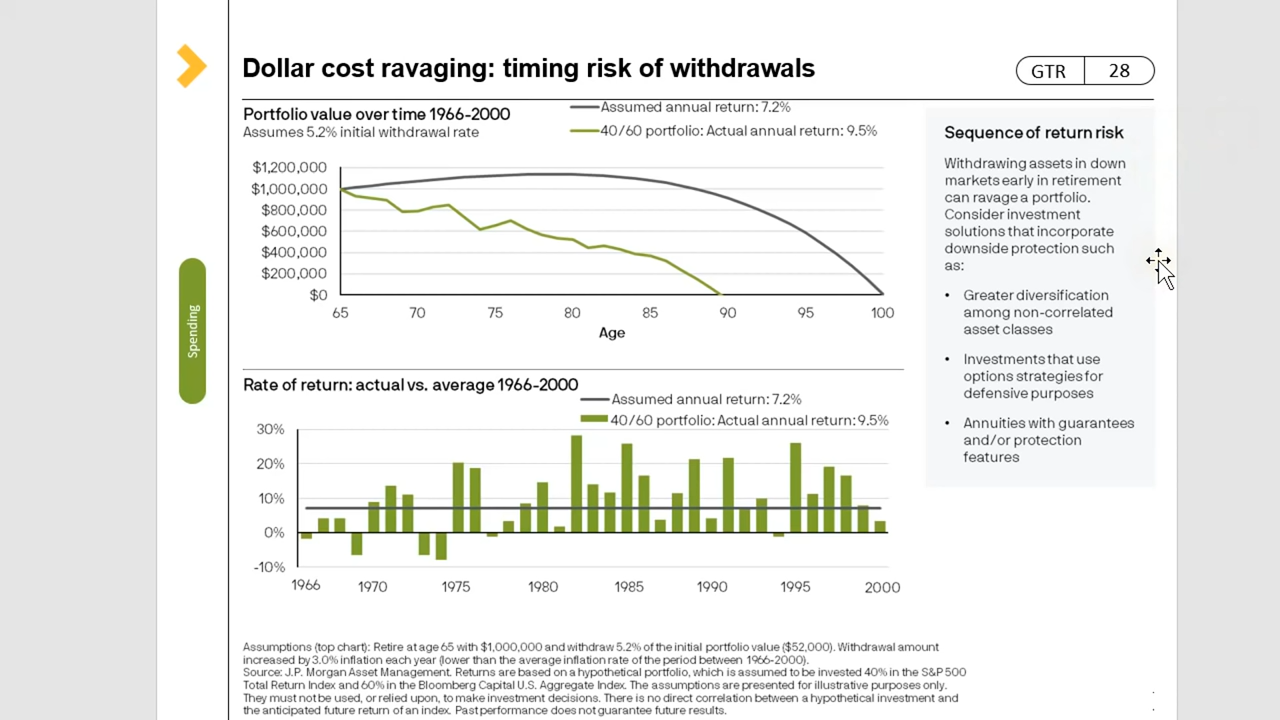 Dollar cost ravaging: timing risk of withdrawals
GTR 28
Portfolio value over time 1966-2000
Assumes 5.2% initial withdrawal rate
Assumed annual return: 7.2%
40/60 portfolio: Actual annual return: 9.5%
$1,200,000
$1,000,000
$800,000
$600,000
$400,000
$200,000
$0
65 70 75 80 85 90 95 100
Age
Spending
Rate of return: actual vs. average 1966-2000
Assumed annual return: 7.2%
40/60 portfolio: Actual annual return: 9.5%
30%
20%
10%
0%
-10%
1966 1970 1975 1980 1985 1990 1995 2000
Sequence of return risk
Withdrawing assets in down
markets early in retirement
can ravage a portfolio.
Consider investment
solutions that incorporate
downside protection such
as:
• Greater diversification
among non-correlated
asset classes
• Investments that use
options strategies for
defensive purposes
• Annuities with guarantees
and/or protection
features
Assumptions (top chart): Retire at age 65 with $1,000,000 and withdraw 5.2% of the initial portfolio value ($52,000). Withdrawal amount
increased by 3.0% inflation each year (lower than the average inflation rate of the period between 1966-2000).
Source: J.P. Morgan Asset Management. Returns are based on a hypothetical portfolio, which is assumed to be invested 40% in the S&P 500
Total Return Index and 60% in the Bloomberg Capital U.S. Aggregate Index. The assumptions are presented for illustrative purposes only.
They must not be used, or relied upon, to make investment decisions. There is no direct correlation between a hypothetical investment and
the anticipated future return of an index. Past performance does not guarantee future results.